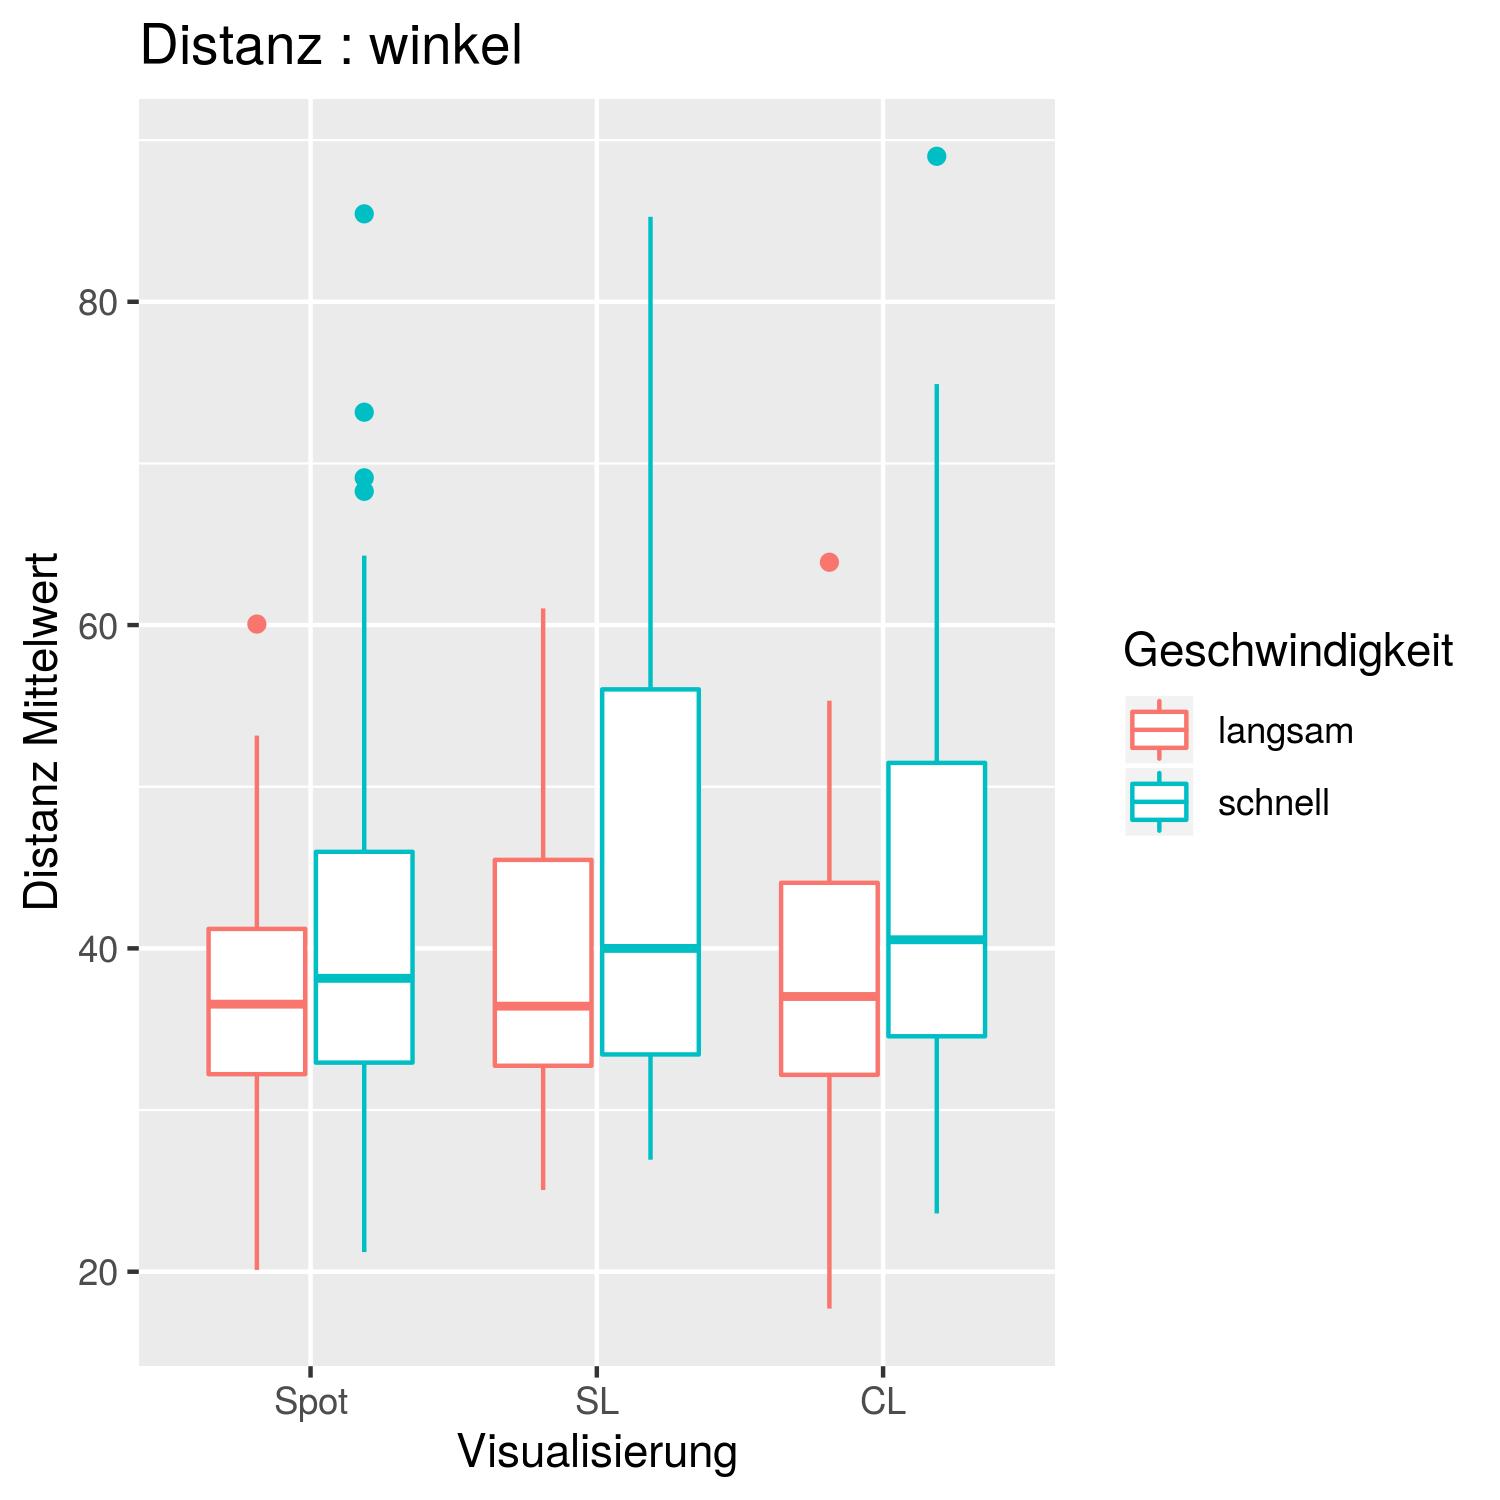 Distanz : winkel
Distanz Mittelwert
80
60
40
20
Spot SL CL
Visualisierung
Geschwindigkeit
langsam
schnell